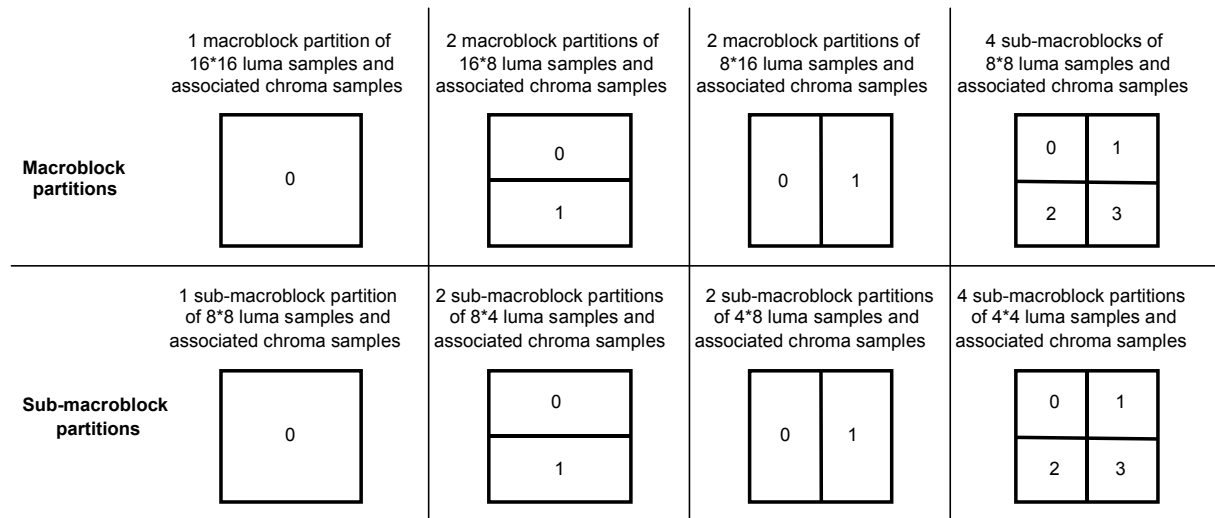 1 macroblock partition of
16*16 luma samples and
associated chroma samples
2 macroblock partitions of
16*8 luma samples and
associated chroma samples
2 macroblock partitions of
8*16 luma samples and
associated chroma samples
4 sub-macroblocks of
8*8 luma samples and
associated chroma samples
Macroblock
partitions
0
0
1
0 1
0 1
2 3
1 sub-macroblock partition
of 8*8 luma samples and
associated chroma samples
2 sub-macroblock partitions
of 8*4 luma samples and
associated chroma samples
2 sub-macroblock partitions
of 4*8 luma samples and
associated chroma samples
4 sub-macroblock partitions
of 4*4 luma samples and
associated chroma samples
Sub-macroblock
partitions
0
0
1
0 1
0 1
2 3